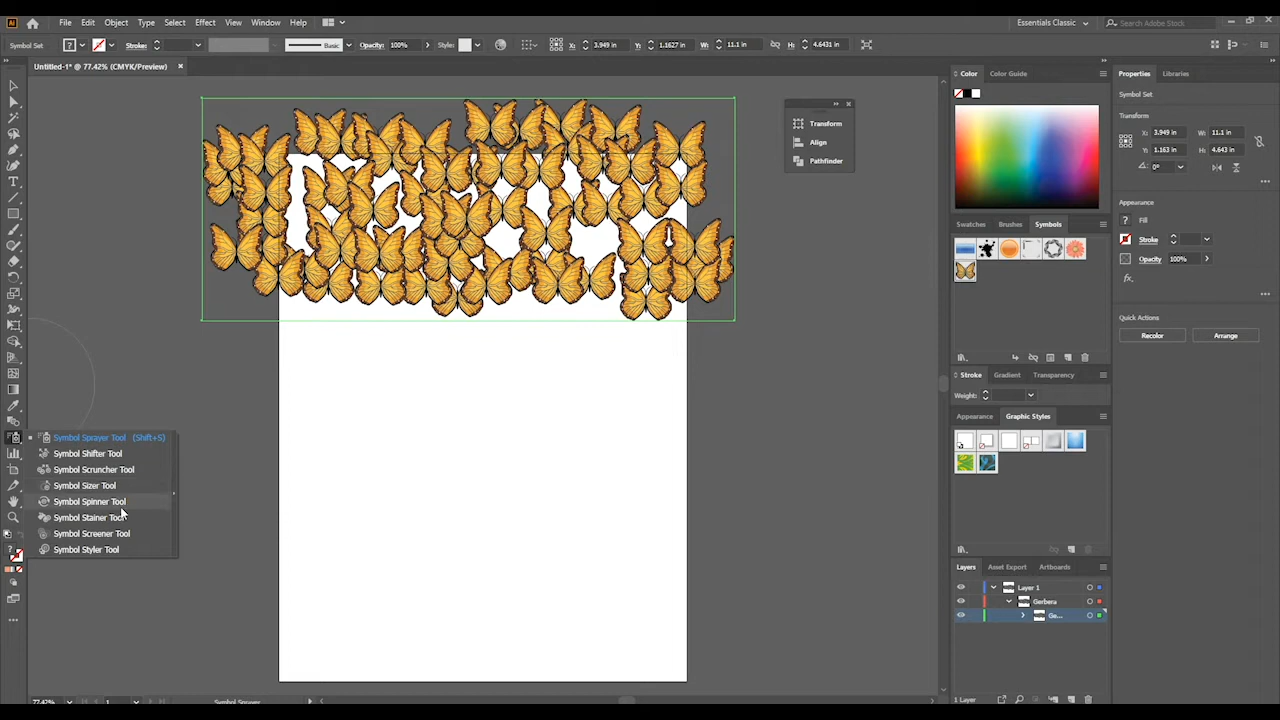 Ai File Edit Object Type Select Effect View Window Help Essentials Classic Search Adobe Stock
Symbol Set ? Stroke: Basic Opacity: 100% Style: X: 3.949 in Y: 1.1627 in W: 11.1 in H: 4.6431 in
Untitled-1* @ 77.42% (CMYK/Preview)
Color Color Guide
Properties Libraries
Symbol Set
Transform
X: 3.949 in W: 11.1 in
Y: 1.163 in H: 4.643 in
0°
Transform
Align
Pathfinder
Appearance
? Fill
Stroke
Opacity 100%
fx.
Swatches Brushes Symbols
Quick Actions
Recolor Arrange
Stroke Gradient Transparency
Weight:
Appearance Graphic Styles
Symbol Sprayer Tool (Shift+S)
Symbol Shifter Tool
Symbol Scruncher Tool
Symbol Sizer Tool
Symbol Spinner Tool
Symbol Stainer Tool
Symbol Screener Tool
Symbol Styler Tool
Layers Asset Export Artboards
Layer 1
Gerbera
Ge...
1 Layer
77.42% 1 Symbol Sprayer